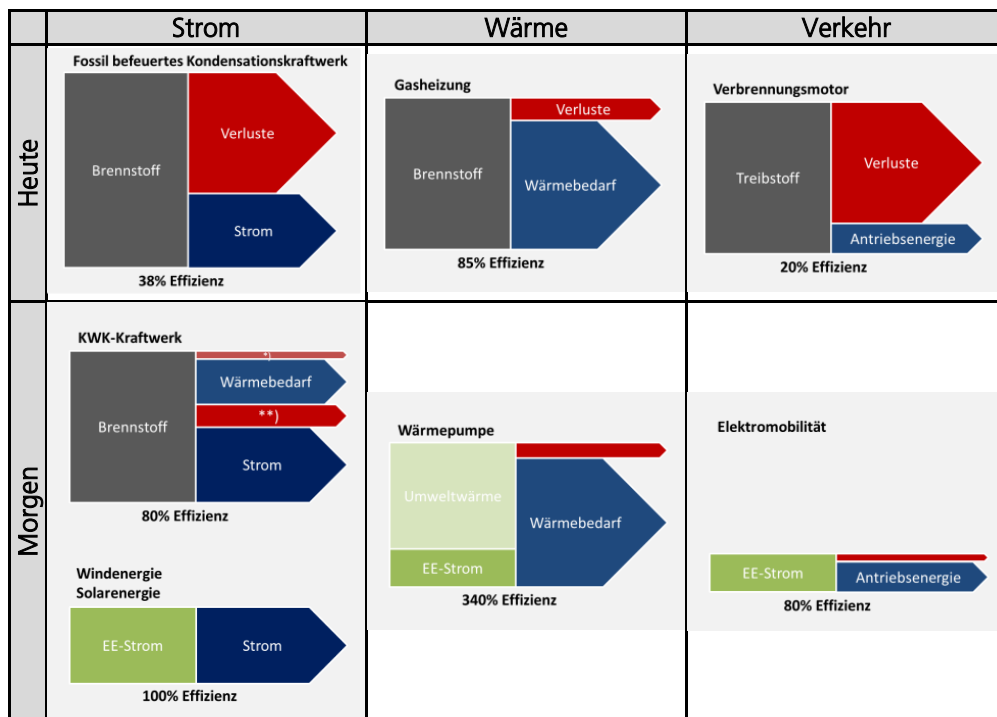 Strom
Wärme
Verkehr
Heute
Fossil befeuertes Kondensationskraftwerk
Brennstoff
Verluste
Strom
38% Effizienz
Gasheizung
Brennstoff
Verluste
Wärmebedarf
85% Effizienz
Verbrennungsmotor
Treibstoff
Verluste
Antriebsenergie
20% Effizienz
Morgen
KWK-Kraftwerk
Brennstoff
*)
Wärmebedarf
**)
Strom
80% Effizienz
Windenergie
Solarenergie
EE-Strom
Strom
100% Effizienz
Wärmepumpe
Umweltwärme
EE-Strom
Wärmebedarf
340% Effizienz
Elektromobilität
EE-Strom
Antriebsenergie
80% Effizienz